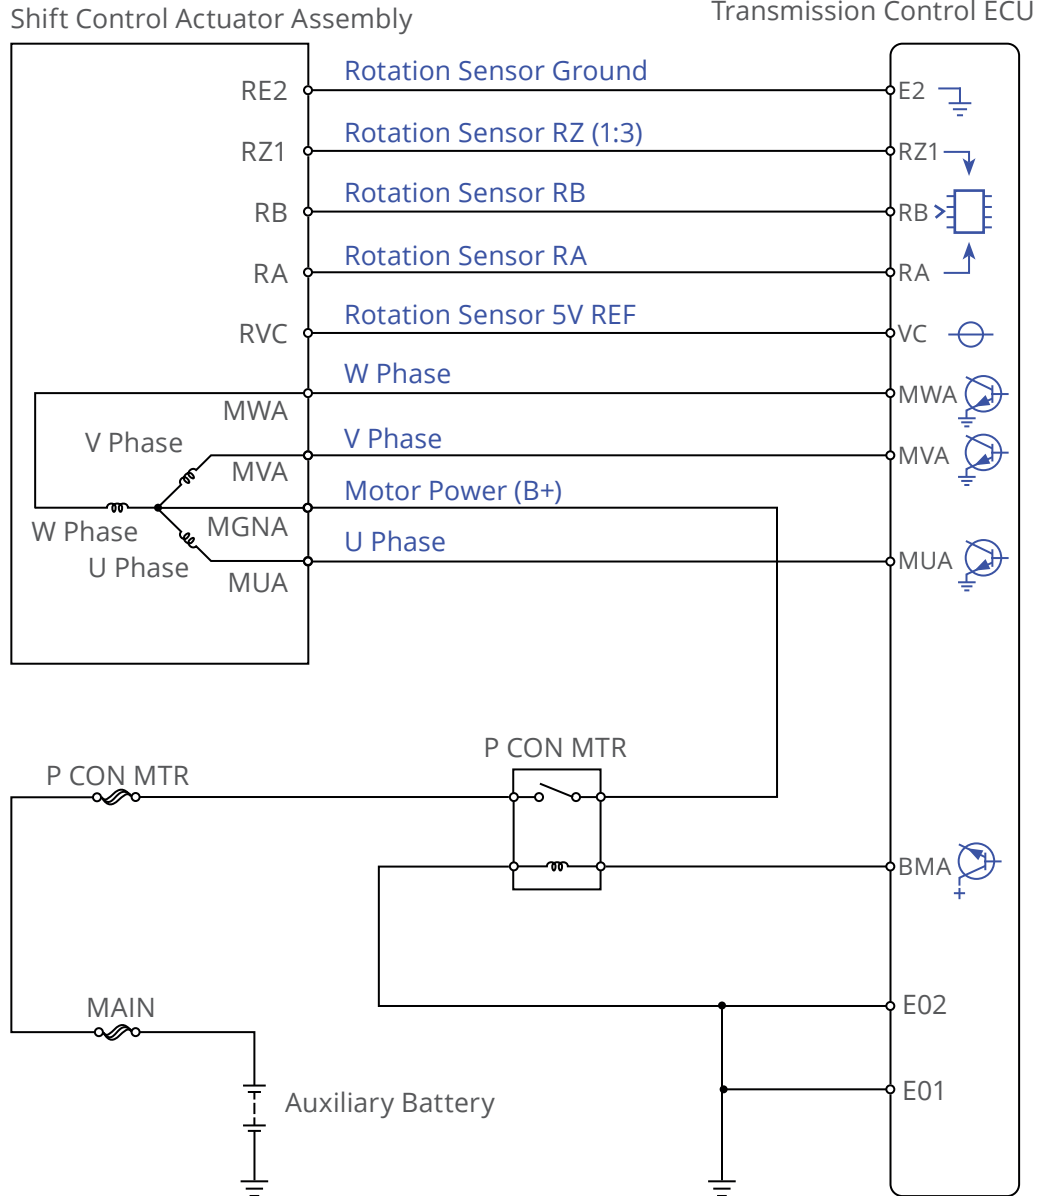 Shift Control Actuator Assembly
Transmission Control ECU
RE2
Rotation Sensor Ground
E2
RZ1
Rotation Sensor RZ (1:3)
RZ1
RB
Rotation Sensor RB
RB
RA
Rotation Sensor RA
RA
RVC
Rotation Sensor 5V REF
VC
W Phase
MWA
MWA
V Phase
V Phase
MVA
MVA
Motor Power (B+)
W Phase
MGNA
U Phase
U Phase
MUA
MUA
P CON MTR
P CON MTR
BMA
+
MAIN
E02
Auxiliary Battery
E01